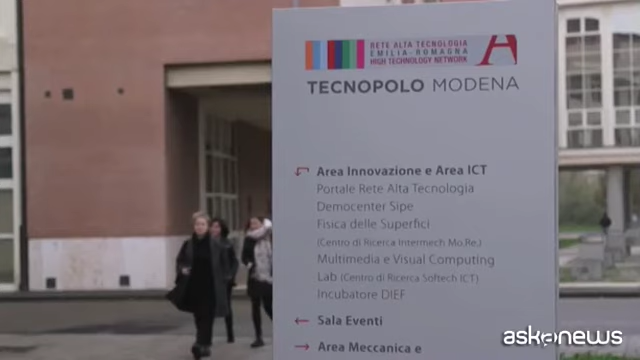 RETE ALTA TECNOLOGIA
EMILIA-ROMAGNA
HIGH TECHNOLOGY NETWORK
TECNOPOLO MODENA
Area Innovazione e Area ICT
Portale Rete Alta Tecnologia
Democenter Sipe
Fisica delle Superfici
(Centro di Ricerca Intermech Mo.Re.)
Multimedia e Visual Computing
Lab (Centro di Ricerca Softech ICT)
Incubatore DIEF
Sala Eventi
Area Meccanica e
askanews